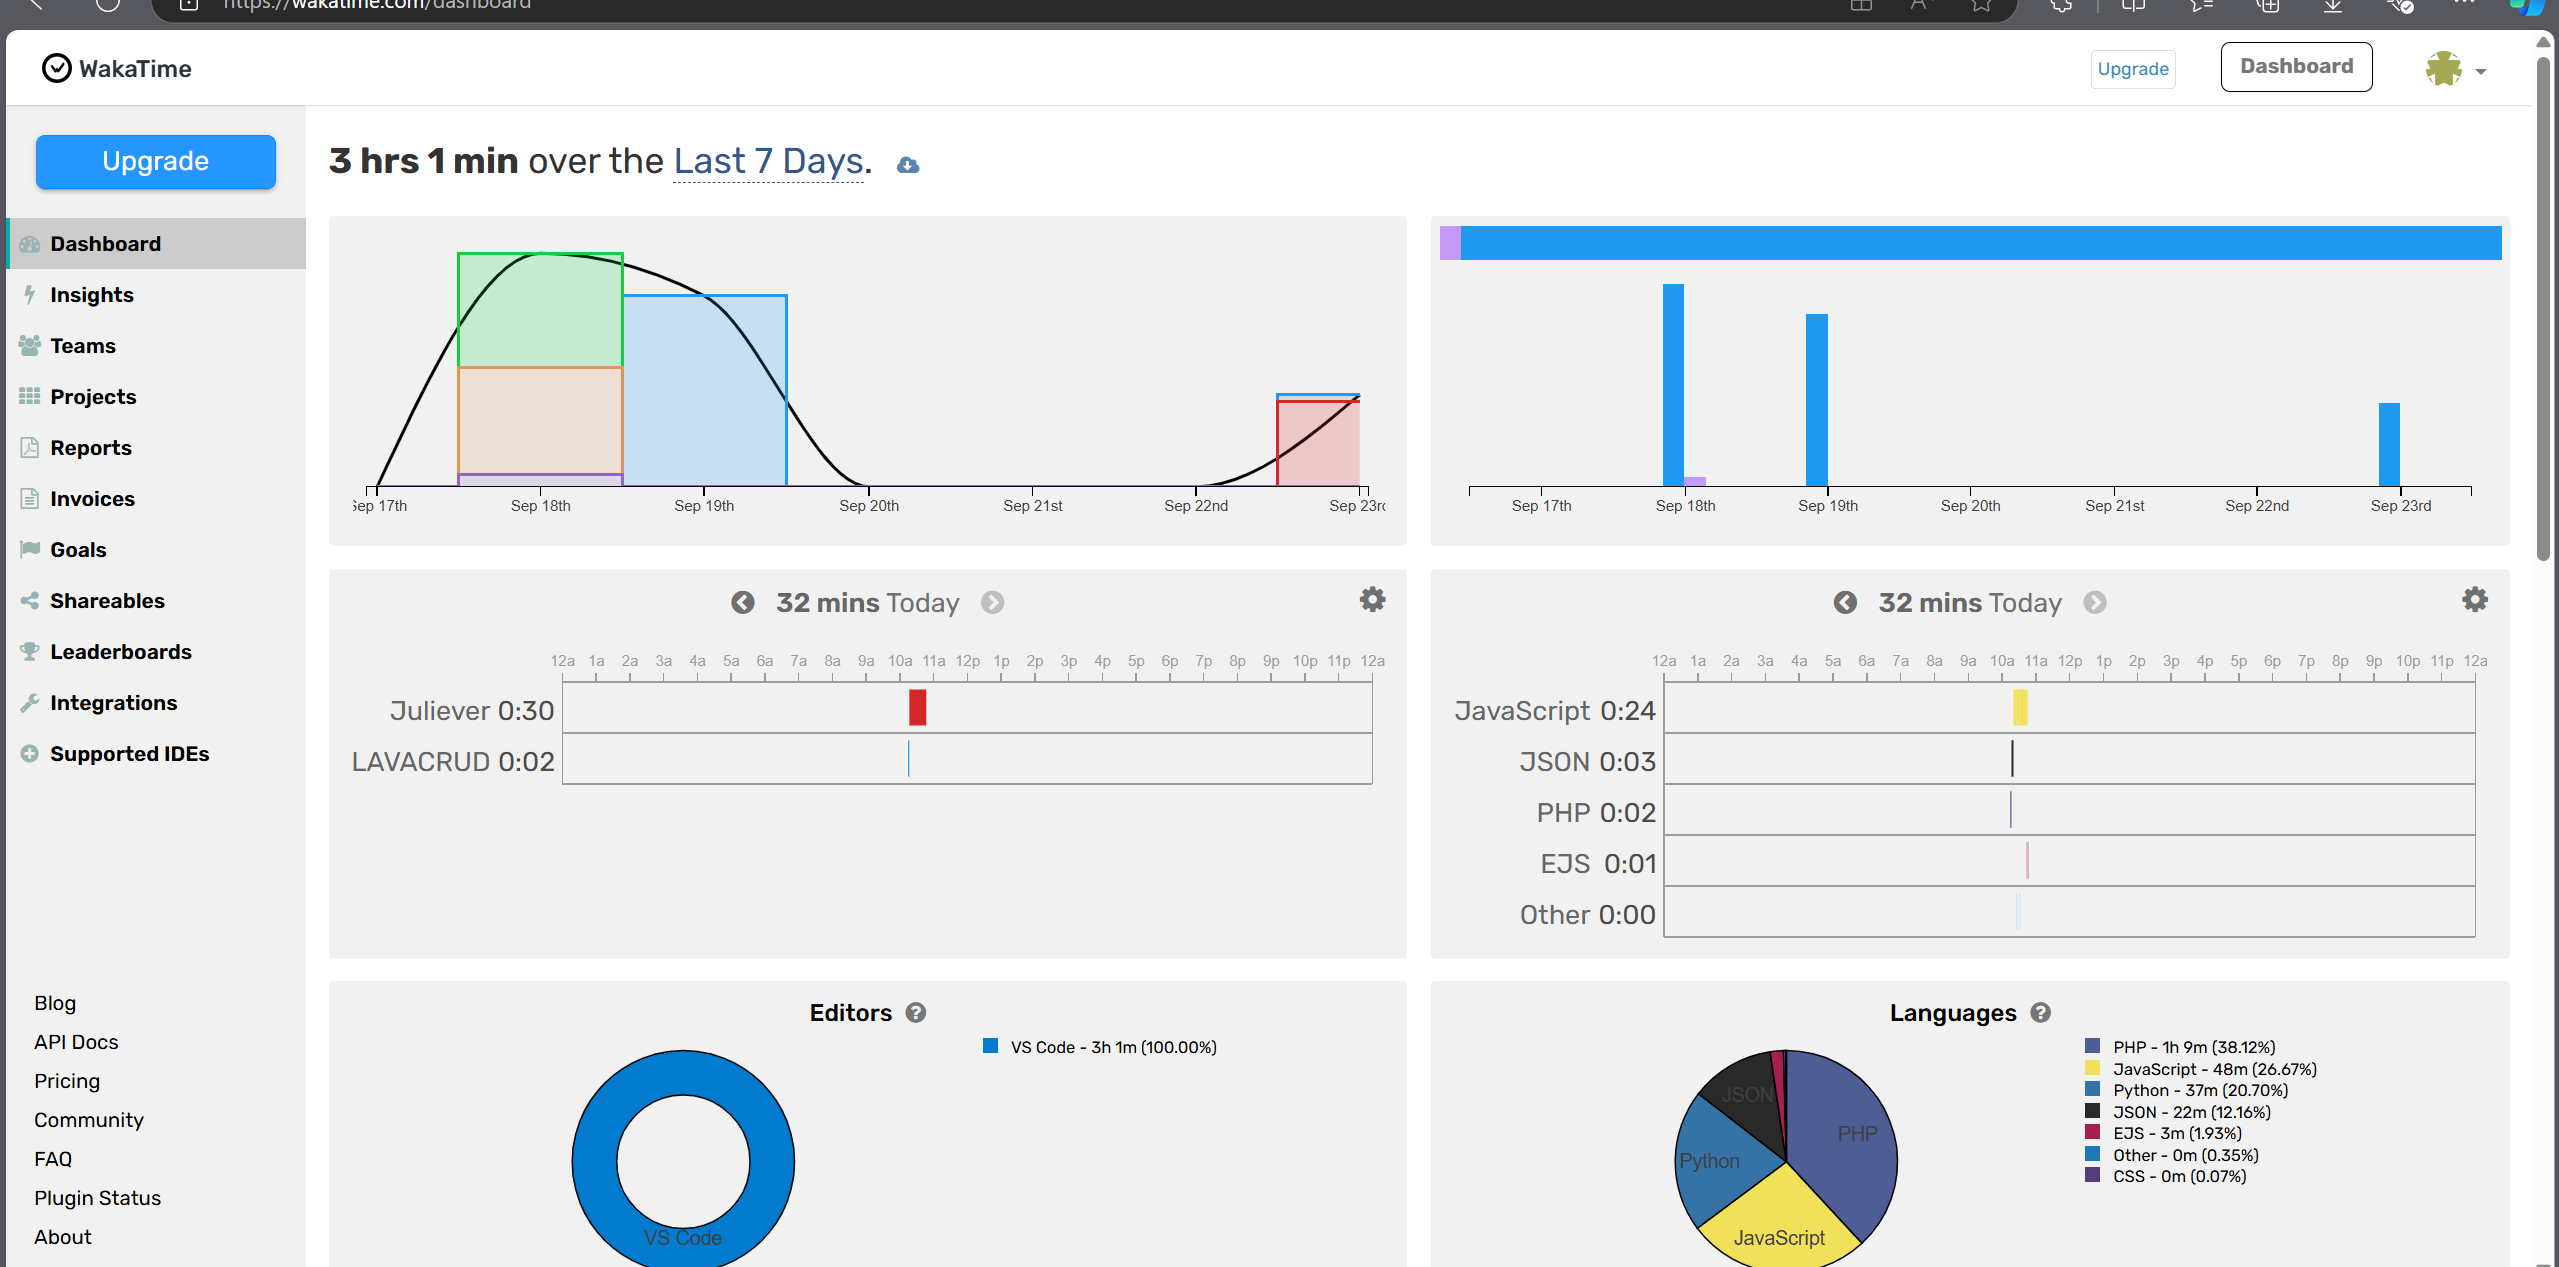 https://wakatime.com/dashboard
WakaTime
Upgrade
Dashboard
Upgrade
Dashboard
Insights
Teams
Projects
Reports
Invoices
Goals
Shareables
Leaderboards
Integrations
Supported IDEs
Blog
API Docs
Pricing
Community
FAQ
Plugin Status
About
3 hrs 1 min over the Last 7 Days.
Sep 17th Sep 18th Sep 19th Sep 20th Sep 21st Sep 22nd Sep 23rd
Sep 17th Sep 18th Sep 19th Sep 20th Sep 21st Sep 22nd Sep 23rd
32 mins Today
12a 1a 2a 3a 4a 5a 6a 7a 8a 9a 10a 11a 12p 1p 2p 3p 4p 5p 6p 7p 8p 9p 10p 11p 12a
Juliever 0:30
LAVACRUD 0:02
32 mins Today
12a 1a 2a 3a 4a 5a 6a 7a 8a 9a 10a 11a 12p 1p 2p 3p 4p 5p 6p 7p 8p 9p 10p 11p 12a
JavaScript 0:24
JSON 0:03
PHP 0:02
EJS 0:01
Other 0:00
Editors
VS Code - 3h 1m (100.00%)
VS Code
Languages
PHP - 1h 9m (38.12%)
JavaScript - 48m (26.67%)
Python - 37m (20.70%)
JSON - 22m (12.16%)
EJS - 3m (1.93%)
Other - 0m (0.35%)
CSS - 0m (0.07%)
JSON
PHP
Python
JavaScript